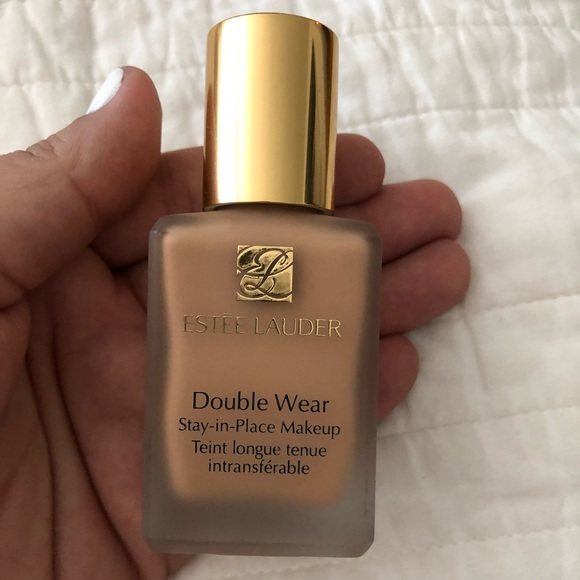 EL
ESTĒE LAUDER
Double Wear
Stay-in-Place Makeup
Teint longue tenue
intransférable